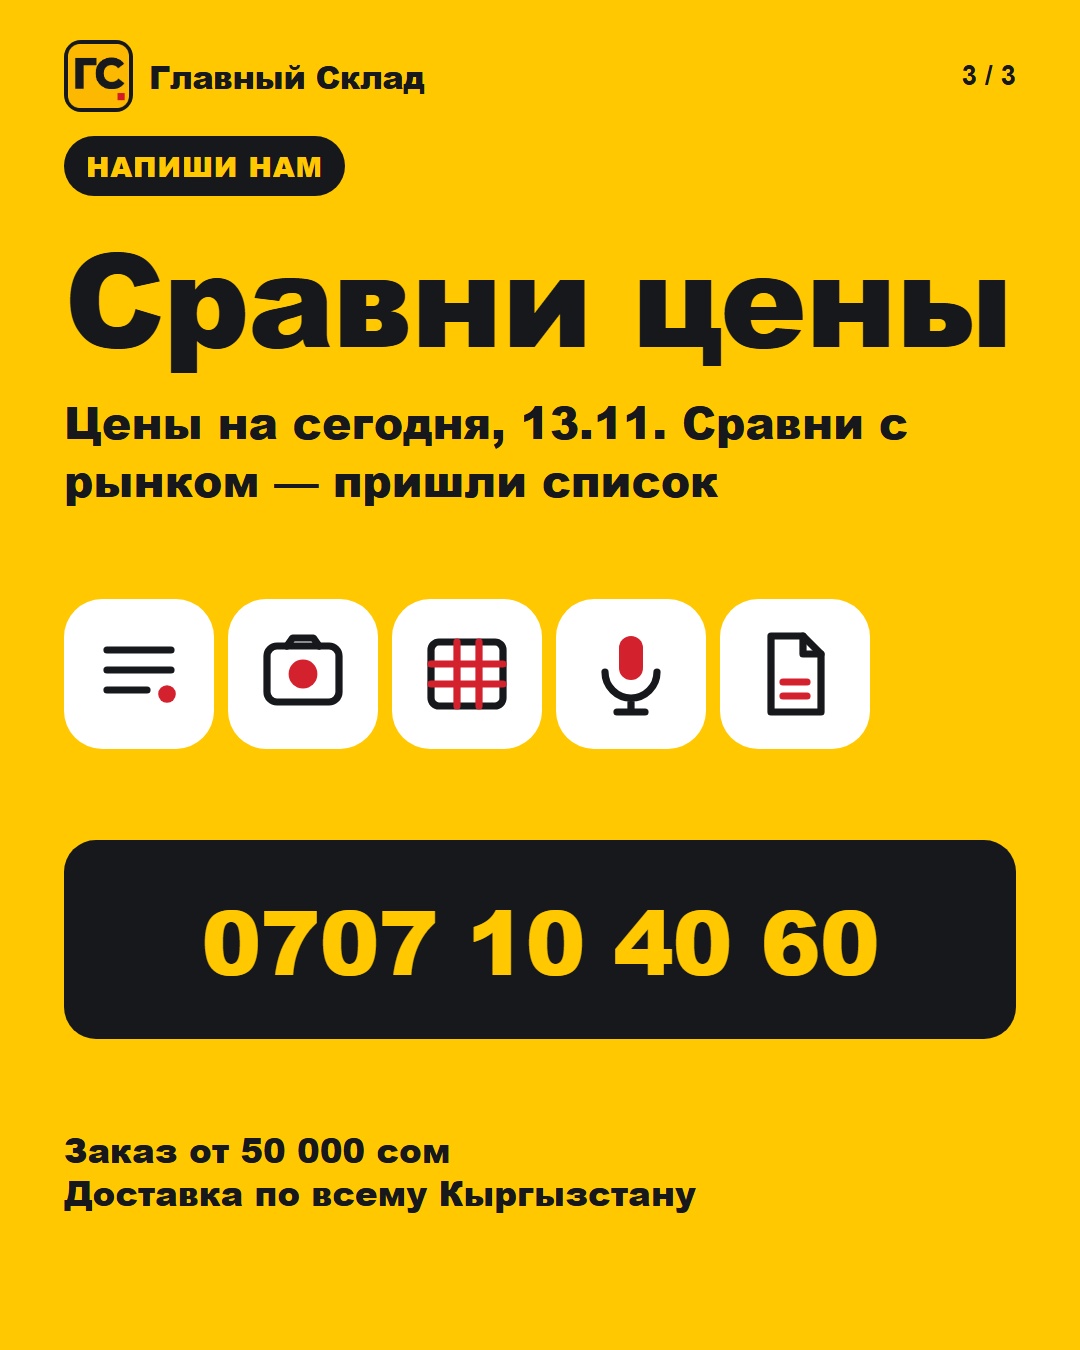 ГС
Главный Склад
3 / 3
НАПИШИ НАМ
Сравни цены
Цены на сегодня, 13.11. Сравни с
рынком — пришли список
0707 10 40 60
Заказ от 50 000 сом
Доставка по всему Кыргызстану